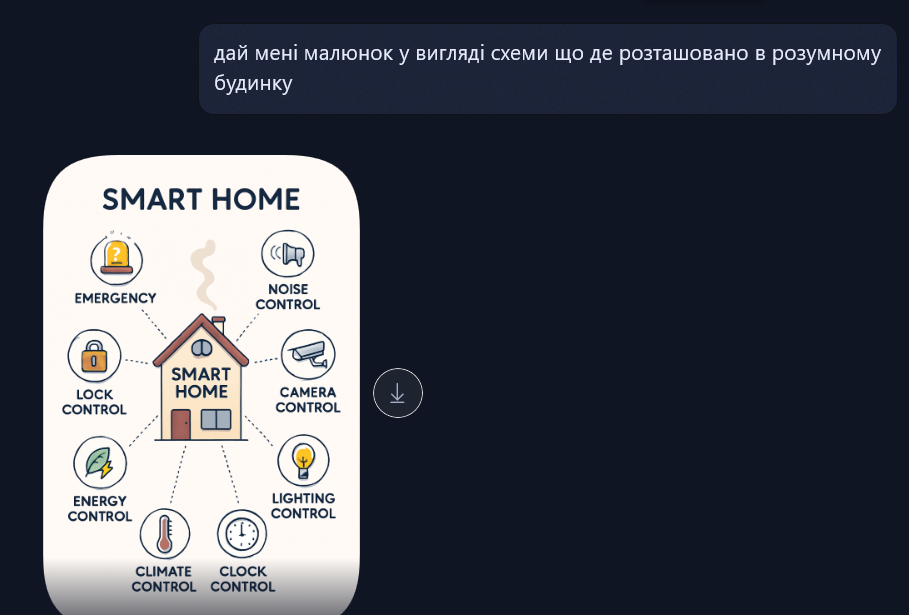 дай мені малюнок у вигляді схеми що де розташовано в розумному
будинку
SMART HOME
?
EMERGENCY
NOISE
CONTROL
SMART
HOME
LOCK
CONTROL
CAMERA
CONTROL
ENERGY
CONTROL
LIGHTING
CONTROL
CLIMATE
CONTROL
CLOCK
CONTROL